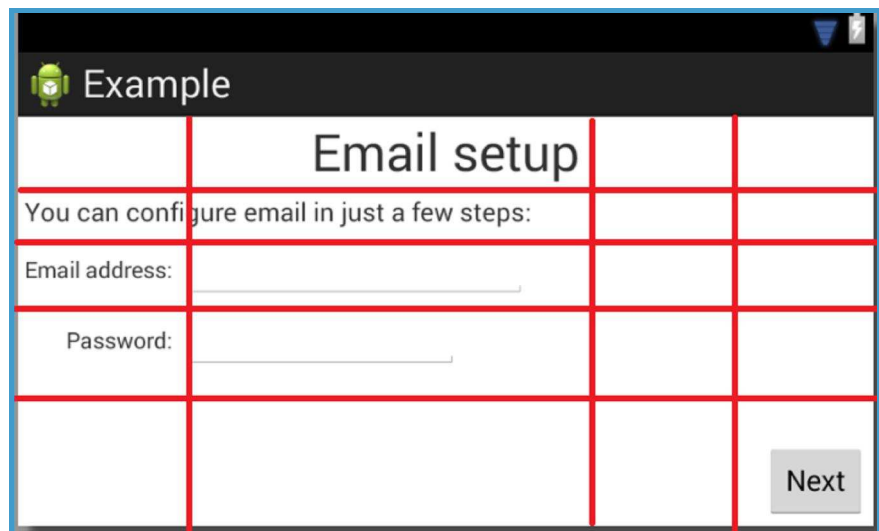 Example
Email setup
You can configure email in just a few steps:
Email address:
Password:
Next